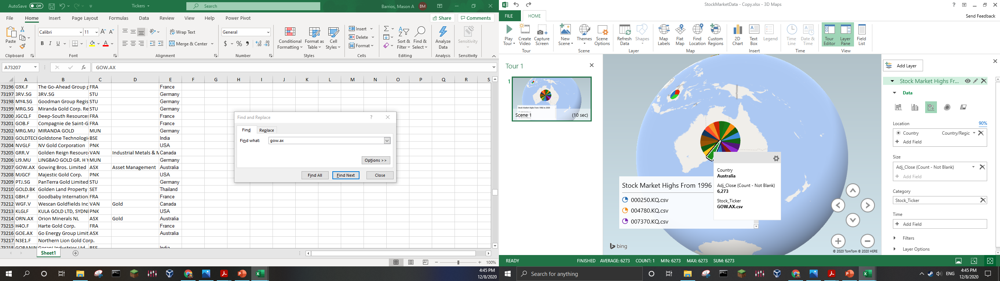 AutoSave Off Tickers Search Barrios, Mason A BM
File Home Insert Page Layout Formulas Data Review View Help Power Pivot Share Comments
Paste Calibri 11 Wrap Text General Insert
B I U Merge & Center $ % Conditional Formatting Format as Table Cell Styles Delete Format Sort & Filter Find & Select Analyze Data Sensitivity
Clipboard Font Alignment Number Styles Cells Editing Analysis Sensitivity
A73207 fx GOW.AX
A B C D E F G H I J K L M N O P Q R S
73196 G9X.F The Go-Ahead Group p FRA France
73197 3RV.SG 3RV.SG STU Germany
73198 MY4.SG Goodman Group Regis STU Germany
73199 MRG.SG Miranda Gold Corp. Re STU Germany
73200 JGCQ.F Deep-South Resources FRA France
73201 GOB.F Compagnie de Saint-G FRA France
73202 MRG.MU MIRANDA GOLD MUN Germany
73203 GOLDTECH Goldstone Technologi BSE India
73204 NVGLF NV Gold Corporation PNK USA
73205 GRR.V Golden Reign Resourc VAN Industrial Metals & M Canada
73206 LI9.MU LINGBAO GOLD GR. H Y MUN Germany
73207 GOW.AX Gowing Bros. Limited ASX Asset Management Australia
73208 MJGCF Majestic Gold Corp. PNK USA
73209 PTJ.SG PanTerra Gold Limited STU Germany
73210 GOLD.BK Golden Land Property SET Thailand
73211 GBH.F Goodbaby Internationa FRA France
73212 WGF.V Wescan Goldfields Inc VAN Gold Canada
73213 KLGLF KULA GOLD LTD, SYDNE PNK USA
73214 ORN.AX Orion Minerals NL ASX Gold Australia
73215 H4O.F Harte Gold Corp. FRA France
73216 GOE.AX Go Energy Group Limit ASX Australia
73217 N3E1.F Northern Lion Gold Corp.
73218 GORANIN Gorani Industries Ltd BSE India
Find and Replace ?
Find Replace
Find what: gow.ax
Options >>
Find All Find Next Close
Sheet1
100%
4:45 PM
12/8/2020
StockMarketData - Copy.xlsx - 3D Maps
FILE HOME Send Feedback
Play Tour Create Video Capture Screen New Scene Themes Scene Options Refresh Data Shapes Map Labels Flat Map Find Location Custom Regions 2D Chart Text Box Legend Time Line Date & Time Tour Editor Layer Pane Field List
Tour Scene Layer Map Insert Time View
Tour 1
1
Stock Market Highs From 1996 to 2020
Scene 1 (10 sec)
Stock Market Highs From 1996
000250.KQ.csv
004780.KQ.csv
007370.KQ.csv
Country
Australia
Adj_Close (Count - Not Blank)
6,273
Stock_Ticker
GOW.AX.csv
bing
© 2020 TomTom © 2020 HERE
Add Layer
Stock Market Highs Fr...
Data
Location 90%
Country Country/Regic
Add Field
Size
Adj_Close (Count - Not Blank)
Add Field
Category
Stock_Ticker
Time
Add Field
Filters
Layer Options
READY FINISHED AVERAGE: 6273 COUNT: 1 MIN: 6273 MAX: 6273 SUM: 6273
Search for anything
ENG
4:45 PM
12/8/2020